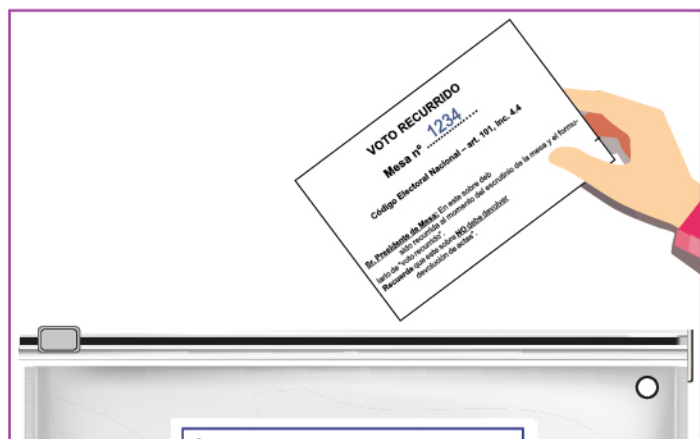 VOTO RECURRIDO
Mesa nº 1234
Código Electoral Nacional – art. 101, inc. 4.4
Sr. Presidente de Mesa: En este sobre deb
sido recurrida al momento del escrutinio de la mesa y el formu-
lario de "voto recurrido".
Recuerde que este sobre NO debe devolver
devolución de actas".